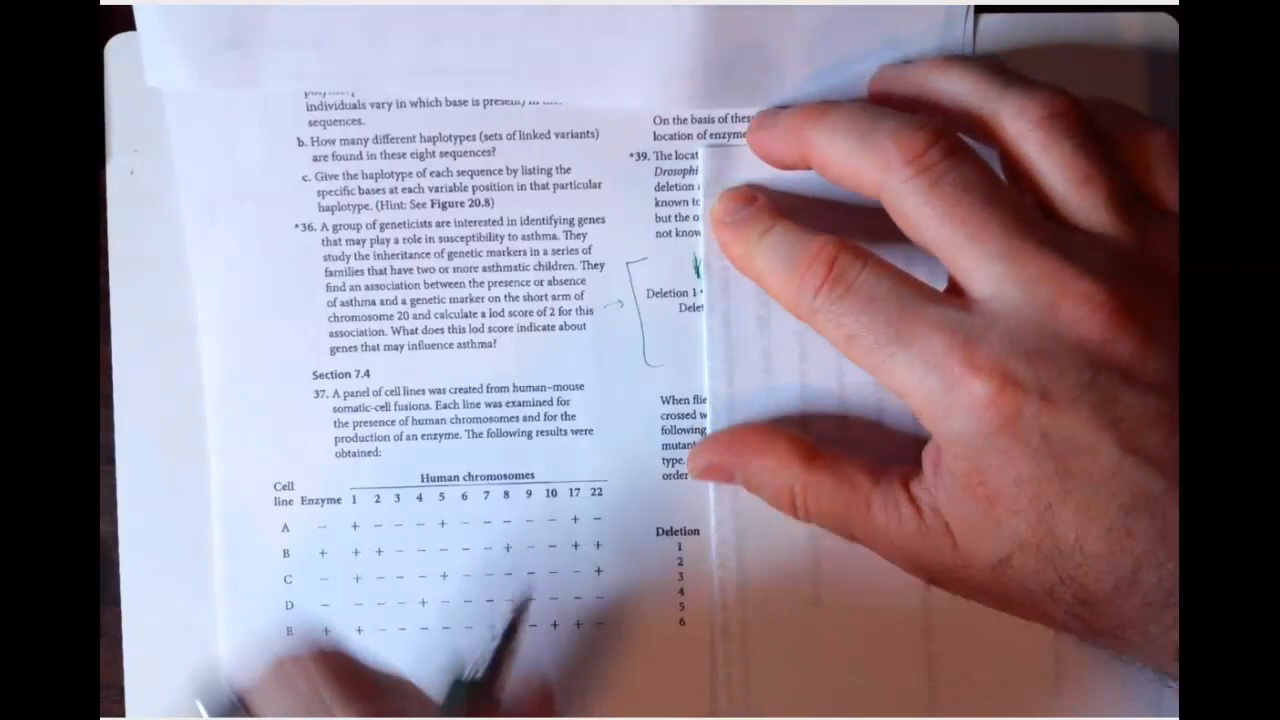 individuals vary in which base is present
sequences.
b. How many different haplotypes (sets of linked variants)
are found in these eight sequences?
c. Give the haplotype of each sequence by listing the
specific bases at each variable position in that particular
haplotype. (Hint: See Figure 20.8)
*36. A group of geneticists are interested in identifying genes
that may play a role in susceptibility to asthma. They
study the inheritance of genetic markers in a series of
families that have two or more asthmatic children. They
find an association between the presence or absence
of asthma and a genetic marker on the short arm of
chromosome 20 and calculate a lod score of 2 for this
association. What does this lod score indicate about
genes that may influence asthma?
Section 7.4
37. A panel of cell lines was created from human–mouse
somatic-cell fusions. Each line was examined for
the presence of human chromosomes and for the
production of an enzyme. The following results were
obtained:
Human chromosomes
Cell
line Enzyme 1 2 3 4 5 6 7 8 9 10 17 22
A – + – – – + – – – – – + –
B + + + – – – – – + – – + +
C – + – – – + – – – – – – +
D – – – – + – – – – – – –
E + + – – – – – – + + –
On the basis of
location of enzyme
*39. The locat
Drosophi
deletion
known to
but the o
not know
Deletion 1
Delet
When flie
crossed w
following
mutant
type.
order
Deletion
1
2
3
4
5
6